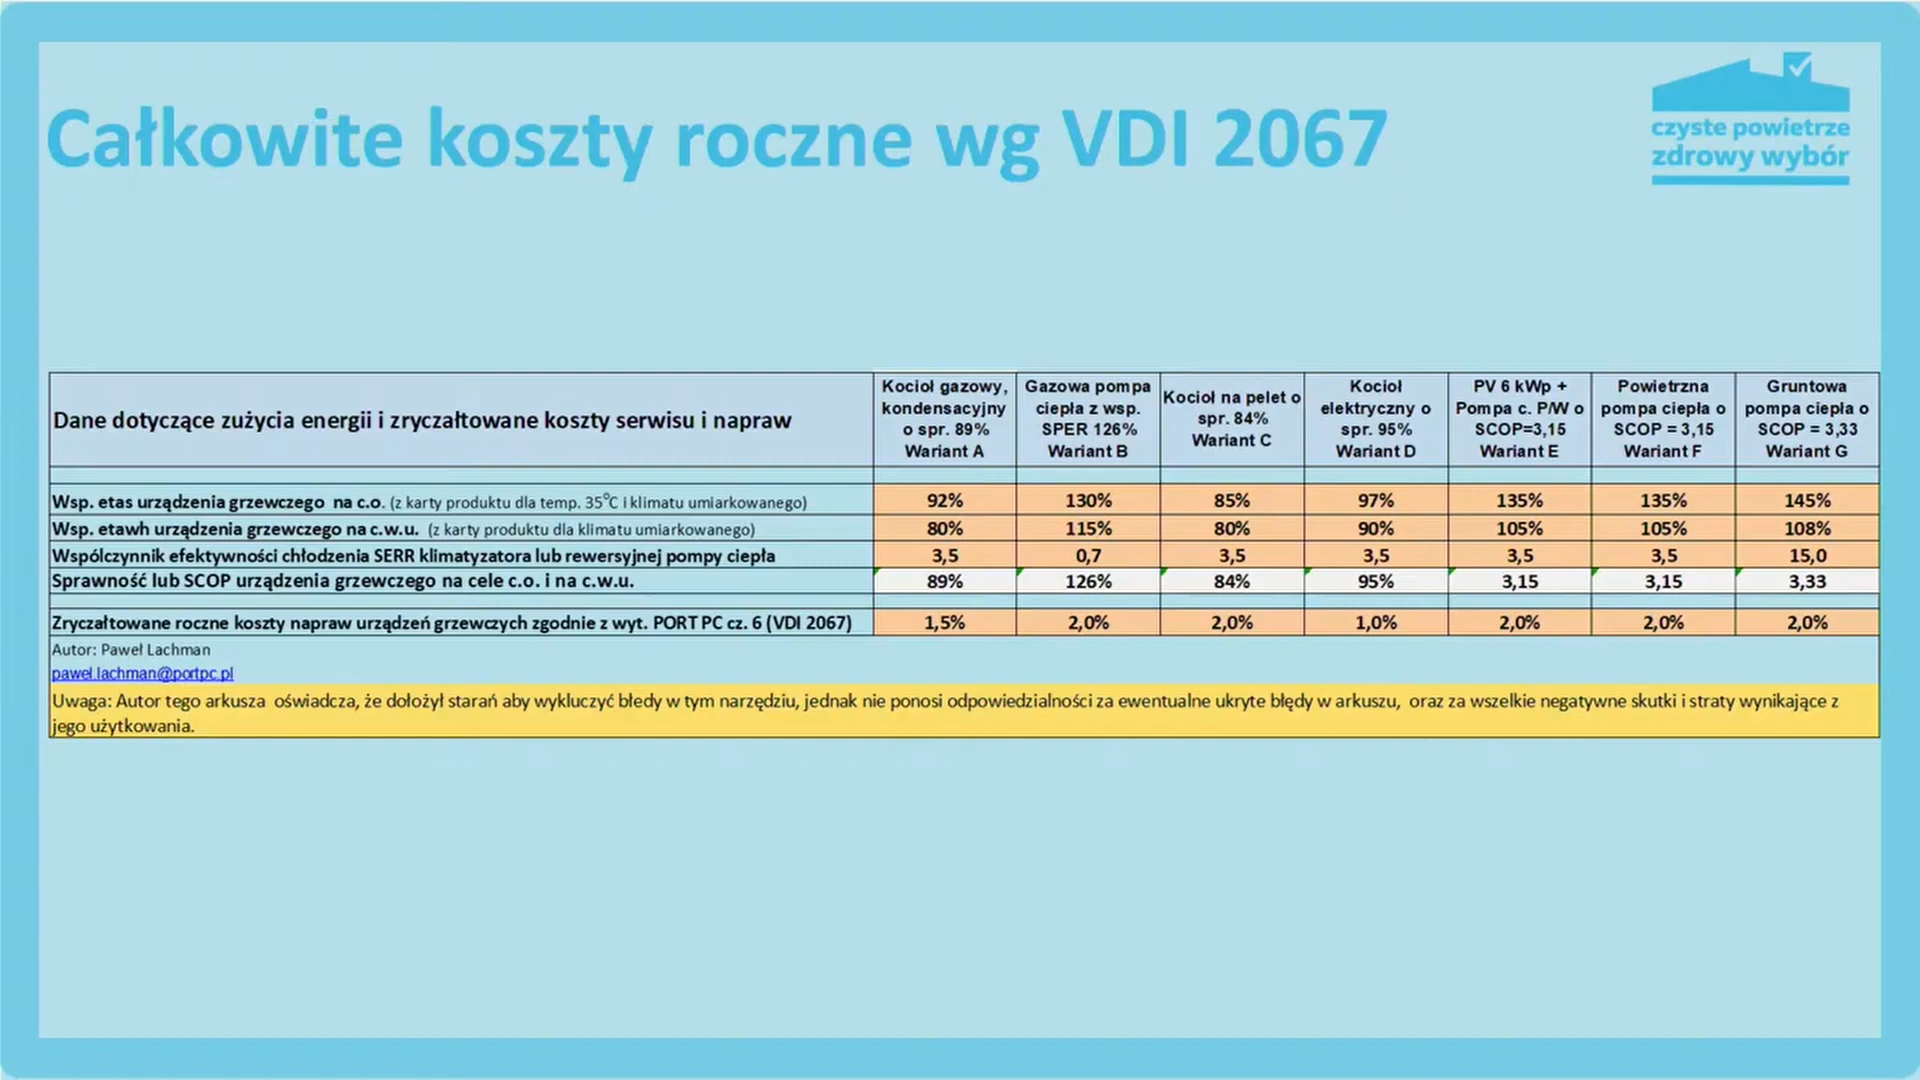 Całkowite koszty roczne wg VDI 2067
czyste powietrze
zdrowy wybór
Dane dotyczące zużycia energii i zryczałtowane koszty serwisu i napraw
Kocioł gazowy,
kondensacyjny
o spr. 89%
Wariant A
Gazowa pompa
ciepła z wsp.
SPER 126%
Wariant B
Kocioł na pelet o
spr. 84%
Wariant C
Kocioł
elektryczny o
spr. 95%
Wariant D
PV 6 kWp +
Pompa c. P/W o
SCOP=3,15
Wariant E
Powietrzna
pompa ciepła o
SCOP = 3,15
Wariant F
Gruntowa
pompa ciepła o
SCOP = 3,33
Wariant G
Wsp. etas urządzenia grzewczego na c.o. (z karty produktu dla temp. 35°C i klimatu umiarkowanego) 92% 130% 85% 97% 135% 135% 145%
Wsp. etawh urządzenia grzewczego na c.w.u. (z karty produktu dla klimatu umiarkowanego) 80% 115% 80% 90% 105% 105% 108%
Wspólczynnik efektywności chłodzenia SERR klimatyzatora lub rewersyjnej pompy ciepła 3,5 0,7 3,5 3,5 3,5 3,5 15,0
Sprawność lub SCOP urządzenia grzewczego na cele c.o. i na c.w.u. 89% 126% 84% 95% 3,15 3,15 3,33
Zryczałtowane roczne koszty napraw urządzeń grzewczych zgodnie z wyt. PORT PC cz. 6 (VDI 2067) 1,5% 2,0% 2,0% 1,0% 2,0% 2,0% 2,0%
Autor: Paweł Lachman
pawel.lachman@portpc.pl
Uwaga: Autor tego arkusza oświadcza, że dołożył starań aby wykluczyć błedy w tym narzędziu, jednak nie ponosi odpowiedzialności za ewentualne ukryte błędy w arkuszu, oraz za wszelkie negatywne skutki i straty wynikające z
jego użytkowania.